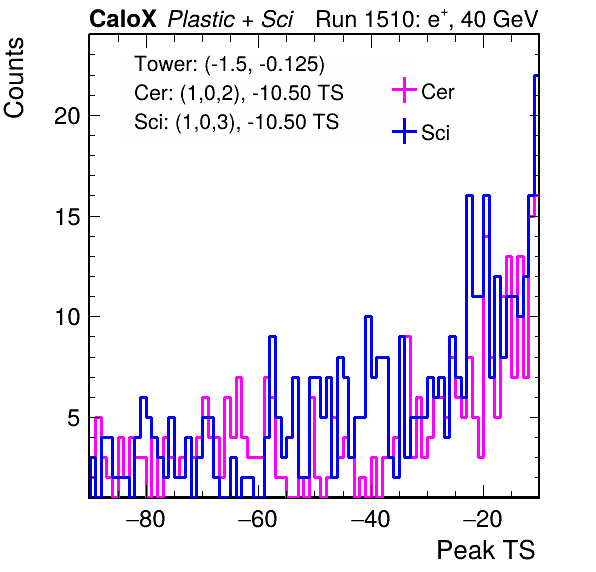 CaloX Plastic + Sci Run 1510: e+, 40 GeV
Counts
Tower: (-1.5, -0.125)
Cer: (1,0,2), -10.50 TS
Sci: (1,0,3), -10.50 TS
Cer
Sci
20
15
10
5
−80 −60 −40 −20
Peak TS